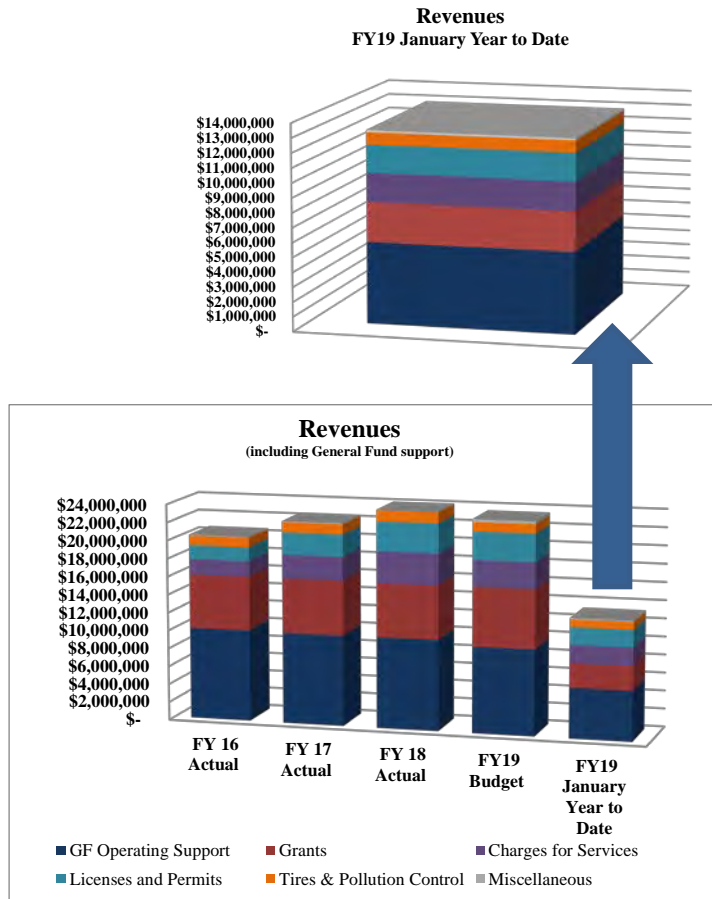 Revenues
FY19 January Year to Date
$14,000,000
$13,000,000
$12,000,000
$11,000,000
$10,000,000
$9,000,000
$8,000,000
$7,000,000
$6,000,000
$5,000,000
$4,000,000
$3,000,000
$2,000,000
$1,000,000
$-
Revenues
(including General Fund support)
$24,000,000
$22,000,000
$20,000,000
$18,000,000
$16,000,000
$14,000,000
$12,000,000
$10,000,000
$8,000,000
$6,000,000
$4,000,000
$2,000,000
$-
FY 16
Actual
FY 17
Actual
FY 18
Actual
FY19
Budget
FY19
January
Year to
Date
GF Operating Support
Grants
Charges for Services
Licenses and Permits
Tires & Pollution Control
Miscellaneous